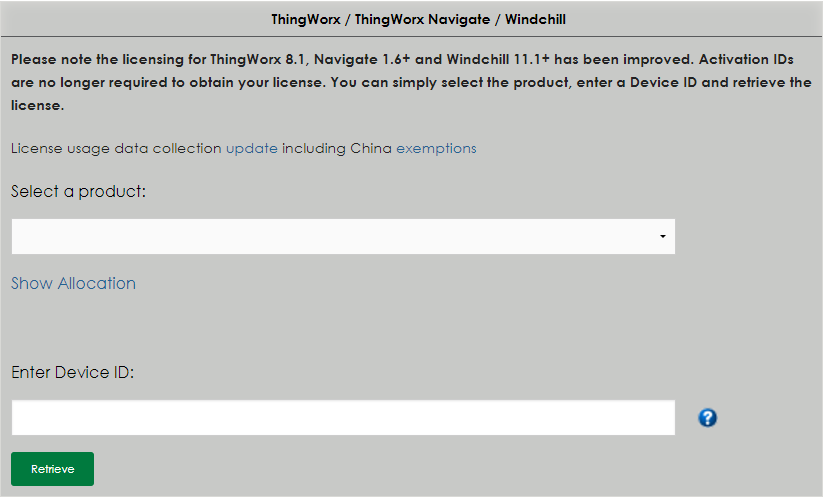 ThingWorx / ThingWorx Navigate / Windchill
Please note the licensing for ThingWorx 8.1, Navigate 1.6+ and Windchill 11.1+ has been improved. Activation IDs
are no longer required to obtain your license. You can simply select the product, enter a Device ID and retrieve the
license.
License usage data collection update including China exemptions
Select a product:
Show Allocation
Enter Device ID:
?
Retrieve